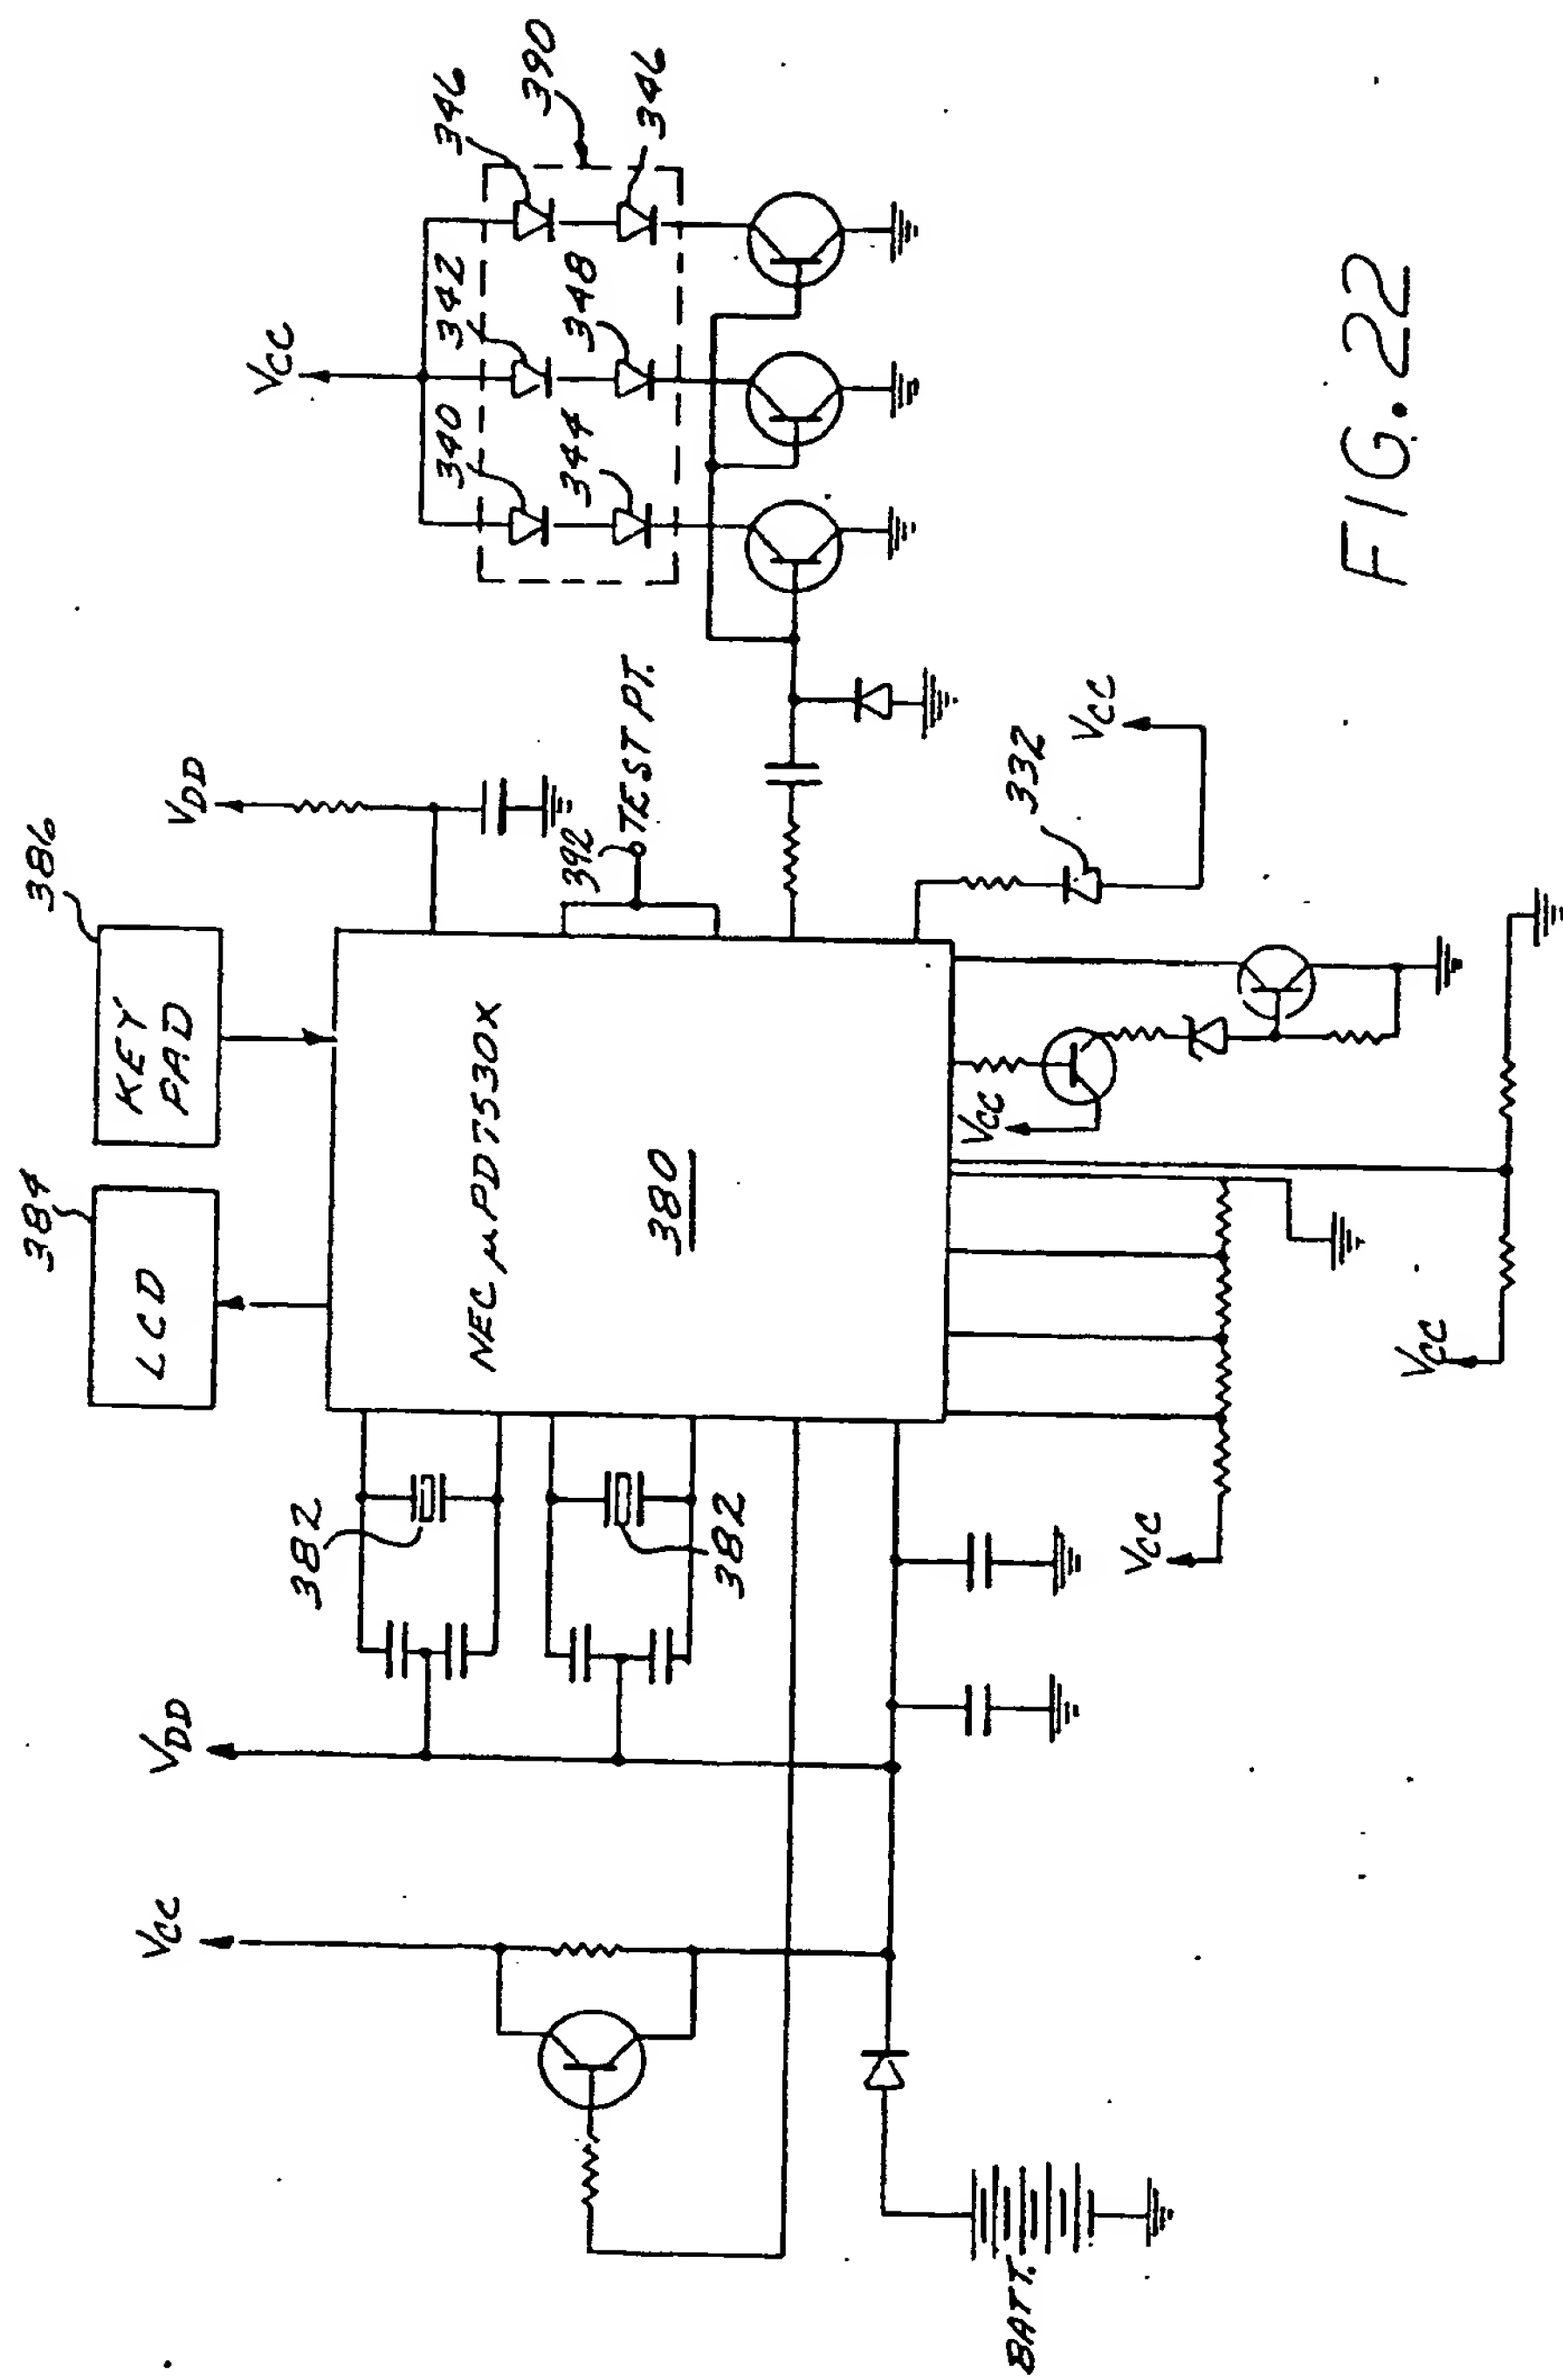 384
LCD
386
KEY
PAD
VCC
VDD
VDD
VCC
346
390
346
342
348
340
344
382
382
NEC μPD7530X
380
392
TEST PT.
332
VCC
VCC
VCC
VCC
BATT.
FIG. 22